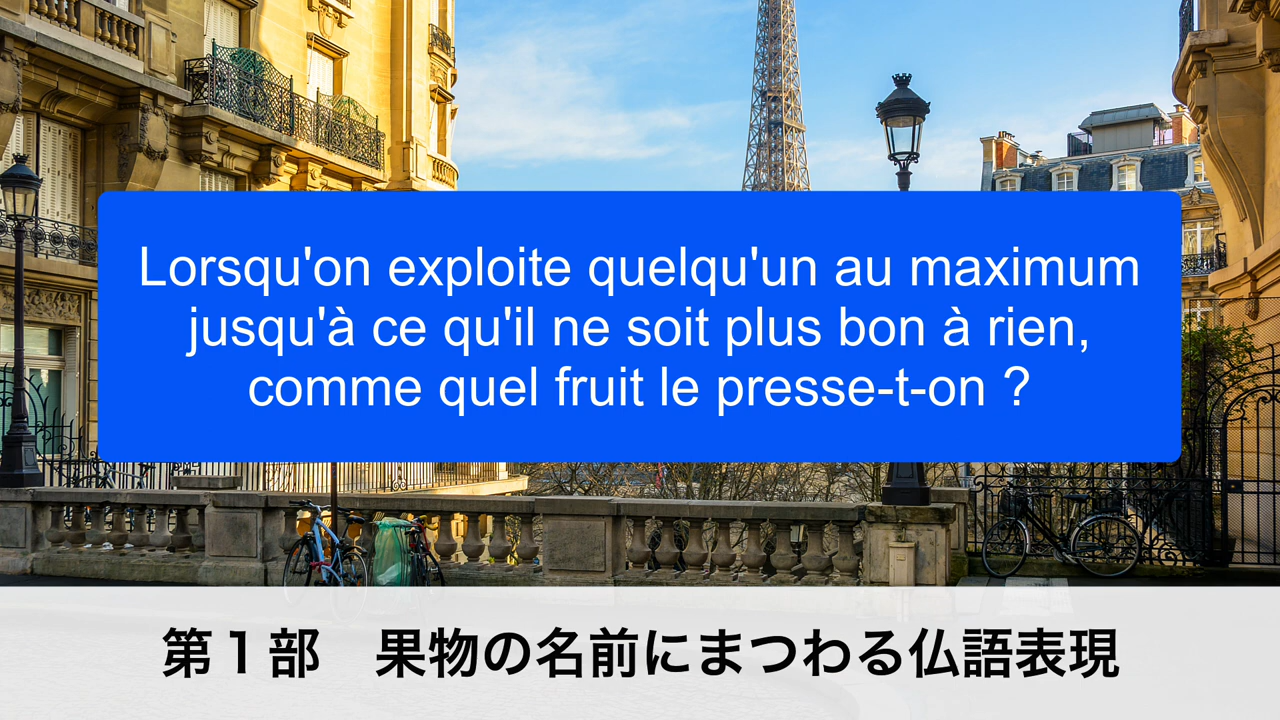 Lorsqu'on exploite quelqu'un au maximum
jusqu'à ce qu'il ne soit plus bon à rien,
comme quel fruit le presse-t-on ?
第１部　果物の名前にまつわる仏語表現